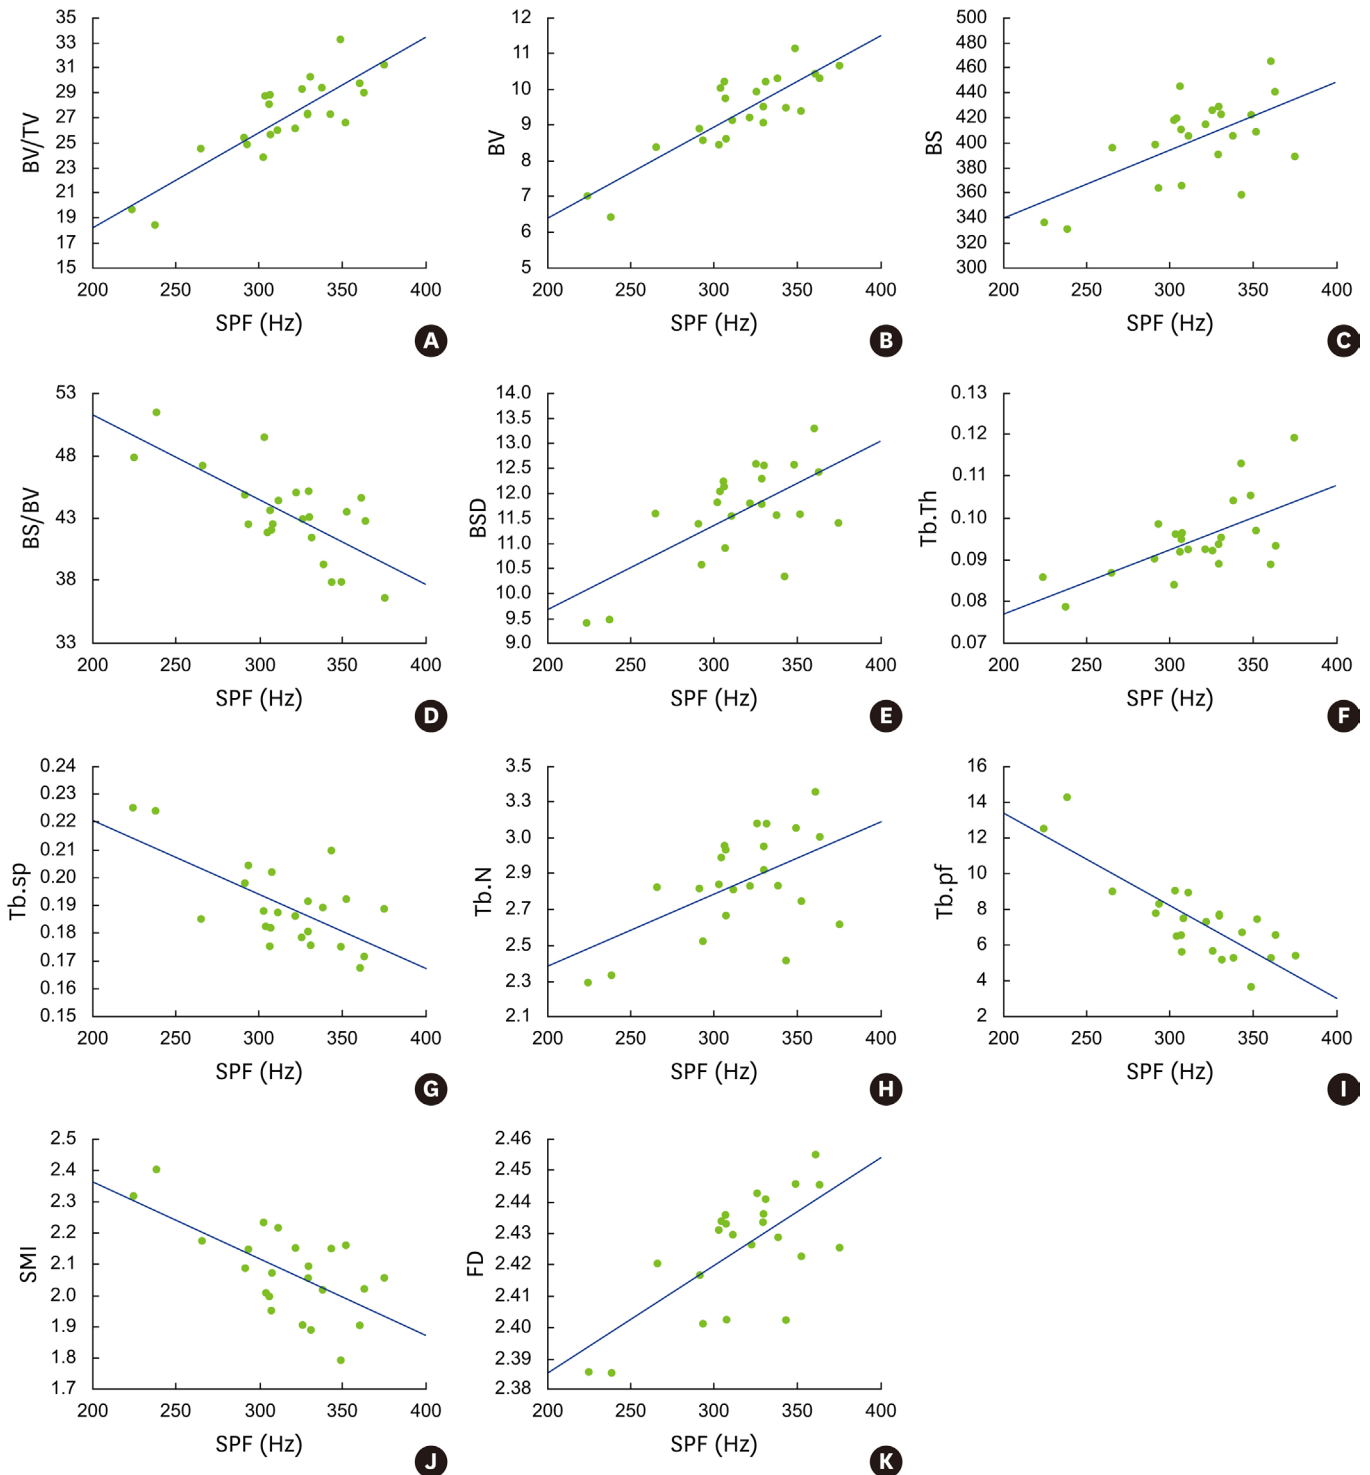 35
33
31
29
27
25
23
21
19
17
15
BV/TV
200 250 300 350 400
SPF (Hz)
A
12
11
10
9
8
7
6
5
BV
200 250 300 350 400
SPF (Hz)
B
500
480
460
440
420
400
380
360
340
320
300
BS
200 250 300 350 400
SPF (Hz)
C
53
48
43
38
33
BS/BV
200 250 300 350 400
SPF (Hz)
D
14.0
13.5
13.0
12.5
12.0
11.5
11.0
10.5
10.0
9.5
9.0
BSD
200 250 300 350 400
SPF (Hz)
E
0.13
0.12
0.11
0.10
0.09
0.08
0.07
Tb.Th
200 250 300 350 400
SPF (Hz)
F
0.24
0.23
0.22
0.21
0.20
0.19
0.18
0.17
0.16
0.15
Tb.sp
200 250 300 350 400
SPF (Hz)
G
3.5
3.3
3.0
2.9
2.7
2.5
2.3
2.1
Tb.N
200 250 300 350 400
SPF (Hz)
H
16
14
12
10
8
6
4
2
Tb.pf
200 250 300 350 400
SPF (Hz)
I
2.5
2.4
2.3
2.2
2.1
2.0
1.9
1.8
1.7
SMI
200 250 300 350 400
SPF (Hz)
J
2.46
2.45
2.44
2.43
2.42
2.41
2.40
2.39
2.38
FD
200 250 300 350 400
SPF (Hz)
K